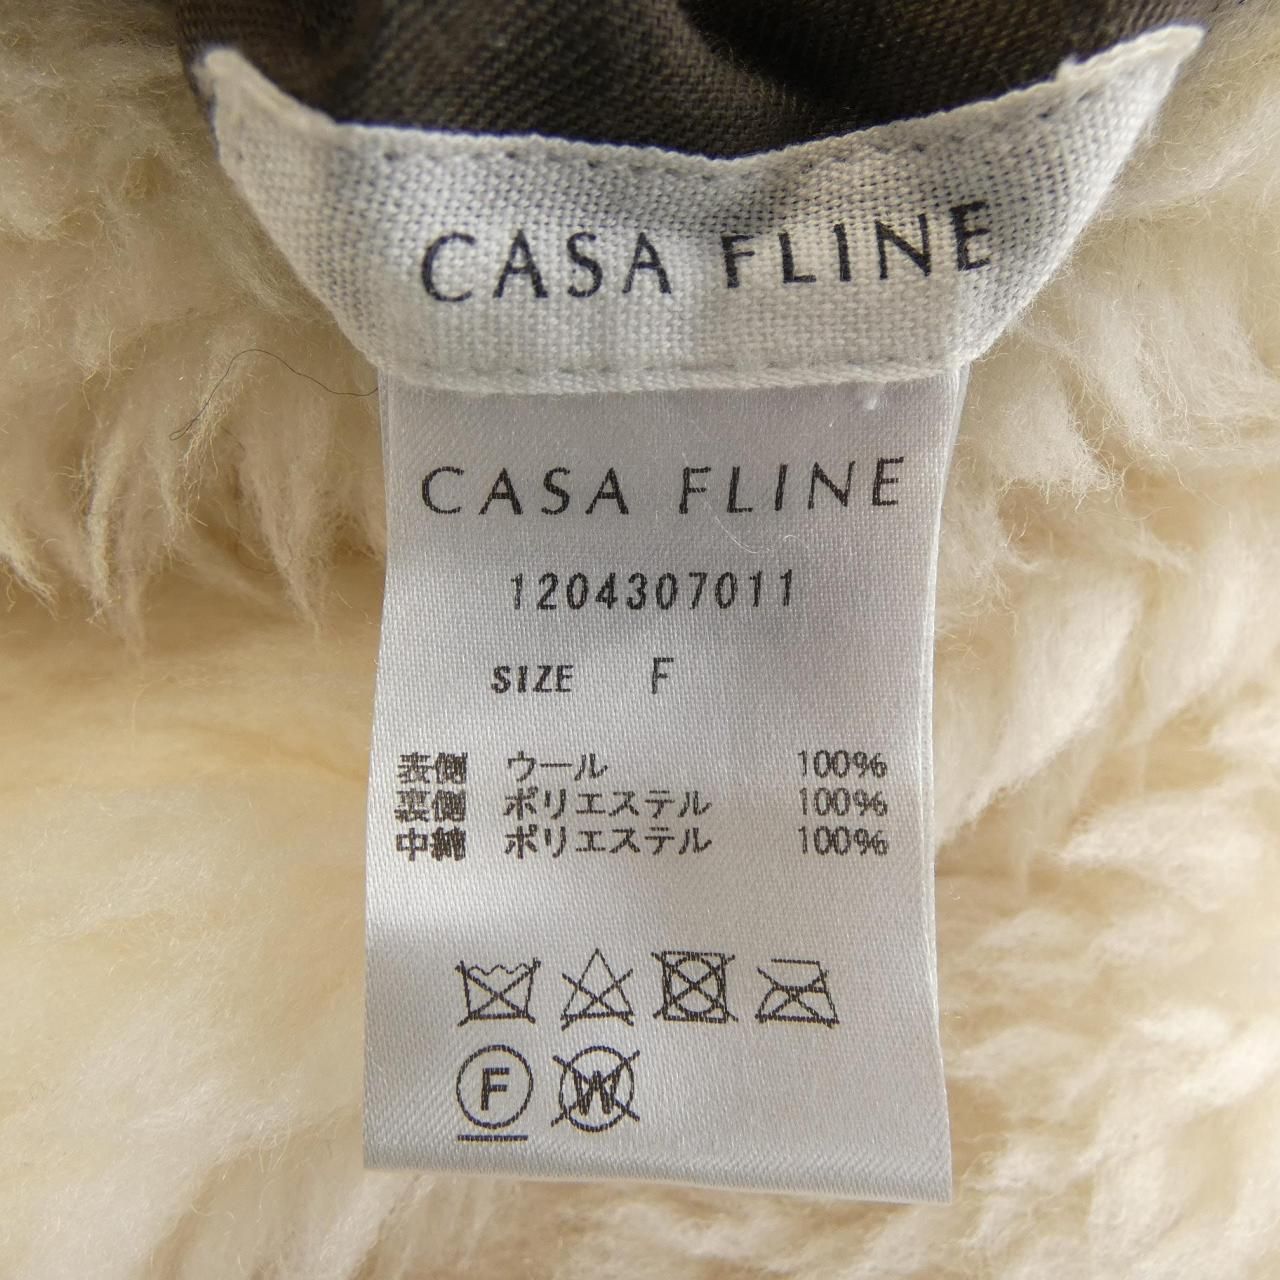 CASA FLINE
CASA FLINE
1204307011
SIZE F
表側 ウール 100%
裏側 ポリエステル 100%
中綿 ポリエステル 100%
F W